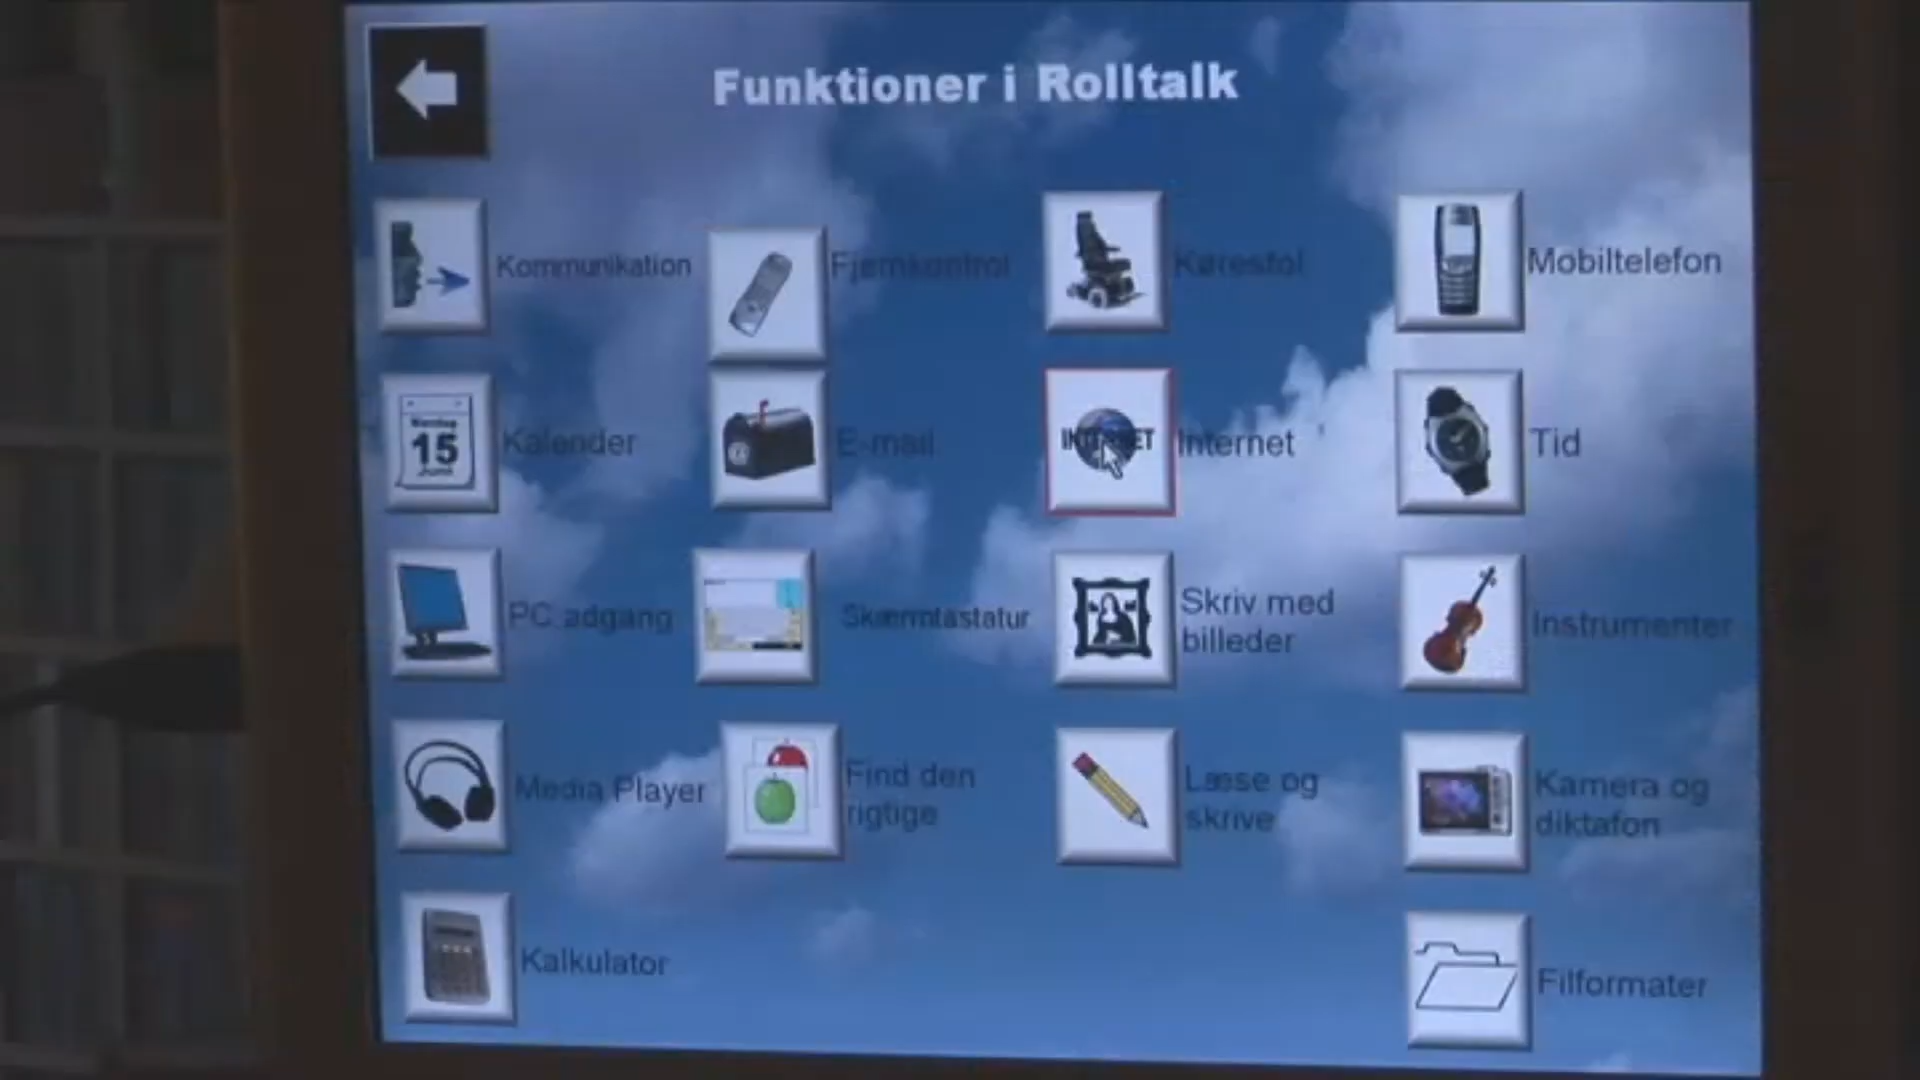 Funktioner i Rolltalk
Kommunikation
Fjernkontrol
Kørestol
Mobiltelefon
15
Kalender
E-mail
INTERNET
Internet
Tid
PC adgang
Skærmtastatur
Skriv med
billeder
Instrumenter
Media Player
Find den
rigtige
Læse og
skrive
Kamera og
diktafon
Kalkulator
Filformater